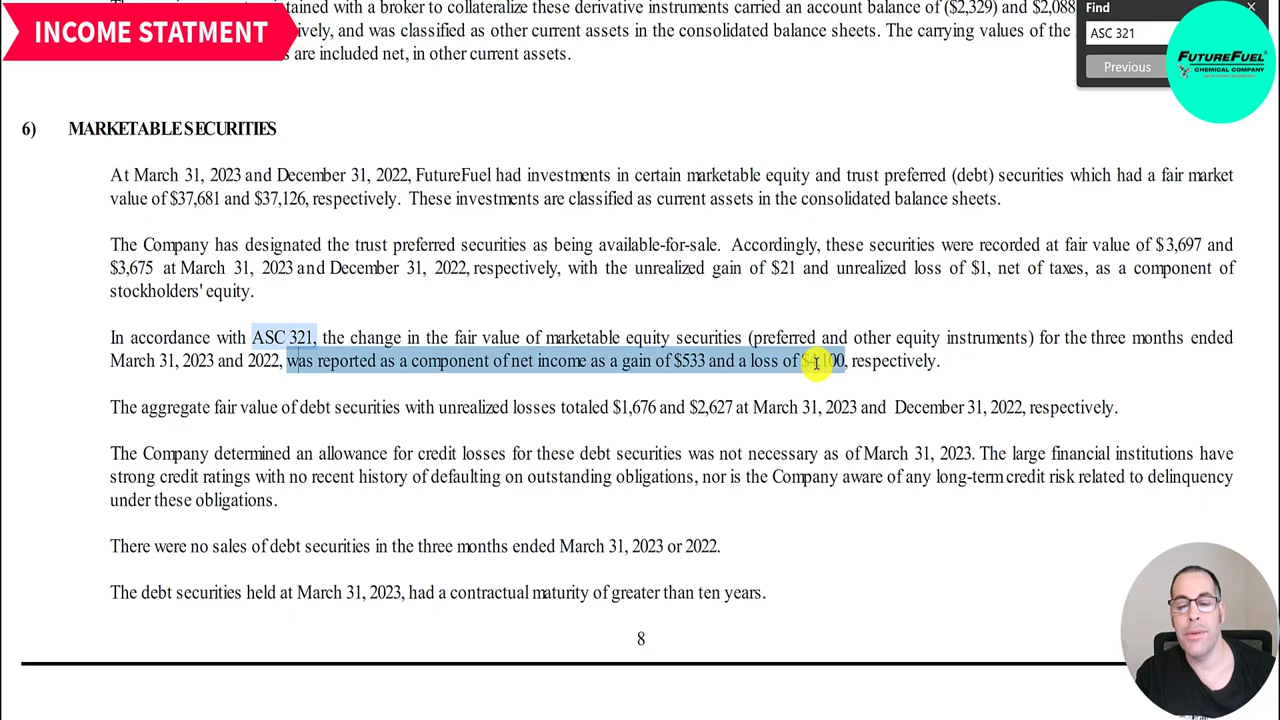 INCOME STATMENT
tained with a broker to collateralize these derivative instruments carried an account balance of ($2,329) and $2,088
ively, and was classified as other current assets in the consolidated balance sheets. The carrying values of the
s are included net, in other current assets.
Find
ASC 321
Previous
FUTUREFUEL
CHEMICAL COMPANY
6) MARKETABLE SECURITIES
At March 31, 2023 and December 31, 2022, FutureFuel had investments in certain marketable equity and trust preferred (debt) securities which had a fair market
value of $37,681 and $37,126, respectively. These investments are classified as current assets in the consolidated balance sheets.
The Company has designated the trust preferred securities as being available-for-sale. Accordingly, these securities were recorded at fair value of $3,697 and
$3,675 at March 31, 2023 and December 31, 2022, respectively, with the unrealized gain of $21 and unrealized loss of $1, net of taxes, as a component of
stockholders' equity.
In accordance with ASC 321, the change in the fair value of marketable equity securities (preferred and other equity instruments) for the three months ended
March 31, 2023 and 2022, was reported as a component of net income as a gain of $533 and a loss of respectively.
The aggregate fair value of debt securities with unrealized losses totaled $1,676 and $2,627 at March 31, 2023 and December 31, 2022, respectively.
The Company determined an allowance for credit losses for these debt securities was not necessary as of March 31, 2023. The large financial institutions have
strong credit ratings with no recent history of defaulting on outstanding obligations, nor is the Company aware of any long-term credit risk related to delinquency
under these obligations.
There were no sales of debt securities in the three months ended March 31, 2023 or 2022.
The debt securities held at March 31, 2023, had a contractual maturity of greater than ten years.
8